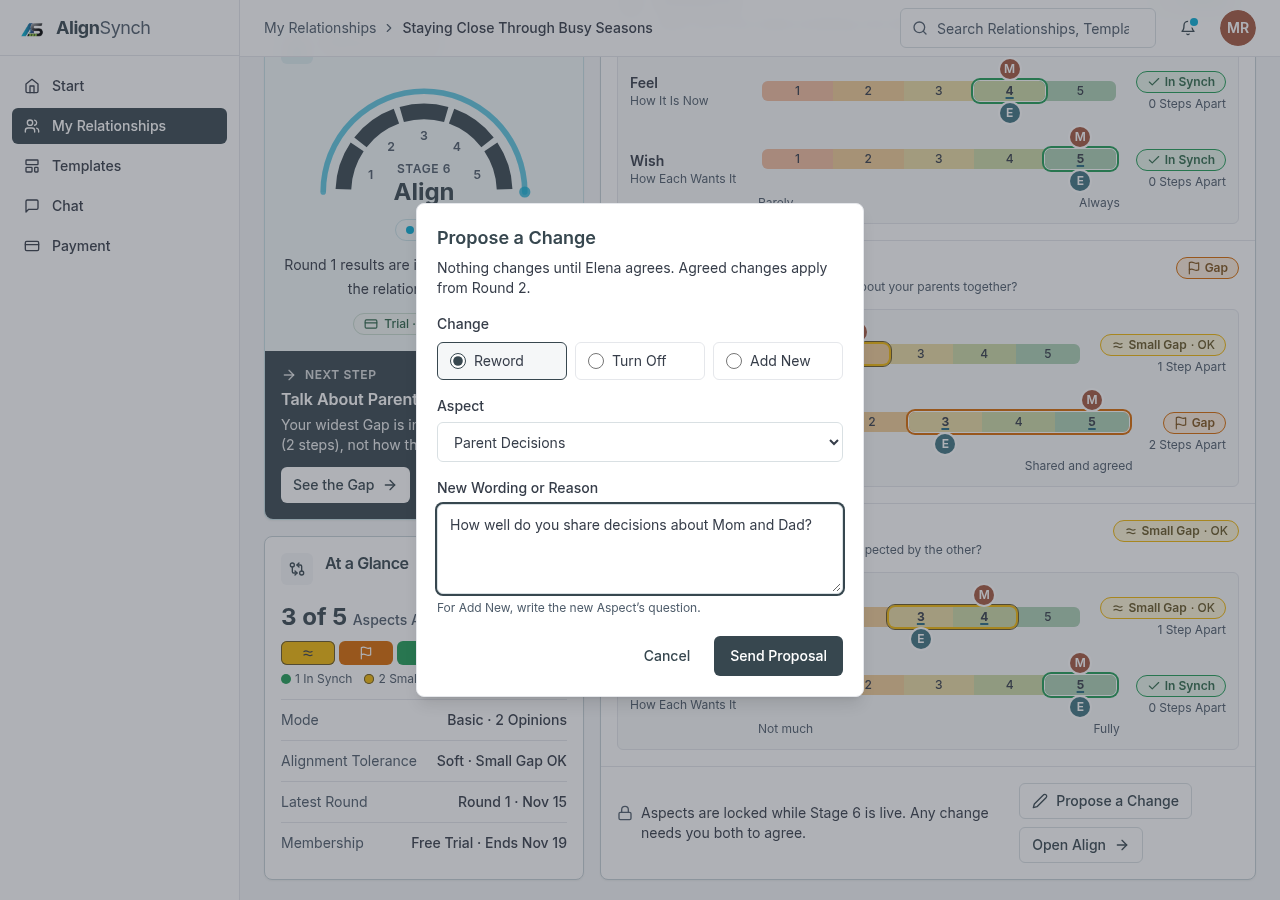 AlignSynch
My Relationships > Staying Close Through Busy Seasons
Search Relationships, Templa
MR
Start
My Relationships
Templates
Chat
Payment
1 2 3 4 5
STAGE 6
Align
Round 1 results are i
the relation
Trial ·
NEXT STEP
Talk About Parent
Your widest Gap is in
(2 steps), not how th
See the Gap
At a Glance
3 of 5 Aspects A
1 In Synch 2 Smal
Mode Basic · 2 Opinions
Alignment Tolerance Soft · Small Gap OK
Latest Round Round 1 · Nov 15
Membership Free Trial · Ends Nov 19
Feel
How It Is Now
M
1 2 3 4 5
E
In Synch
0 Steps Apart
Wish
How Each Wants It
M
1 2 3 4 5
E
In Synch
0 Steps Apart
Rarely Always
Gap
bout your parents together?
3 4 5
Small Gap · OK
1 Step Apart
M
2 3 4 5
E
Gap
2 Steps Apart
Shared and agreed
Small Gap · OK
pected by the other?
M
3 4 5
E
Small Gap · OK
1 Step Apart
M
2 3 4 5
E
How Each Wants It
In Synch
0 Steps Apart
Not much Fully
Aspects are locked while Stage 6 is live. Any change
needs you both to agree.
Propose a Change
Open Align
Propose a Change
Nothing changes until Elena agrees. Agreed changes apply
from Round 2.
Change
Reword Turn Off Add New
Aspect
Parent Decisions
New Wording or Reason
How well do you share decisions about Mom and Dad?
For Add New, write the new Aspect’s question.
Cancel Send Proposal